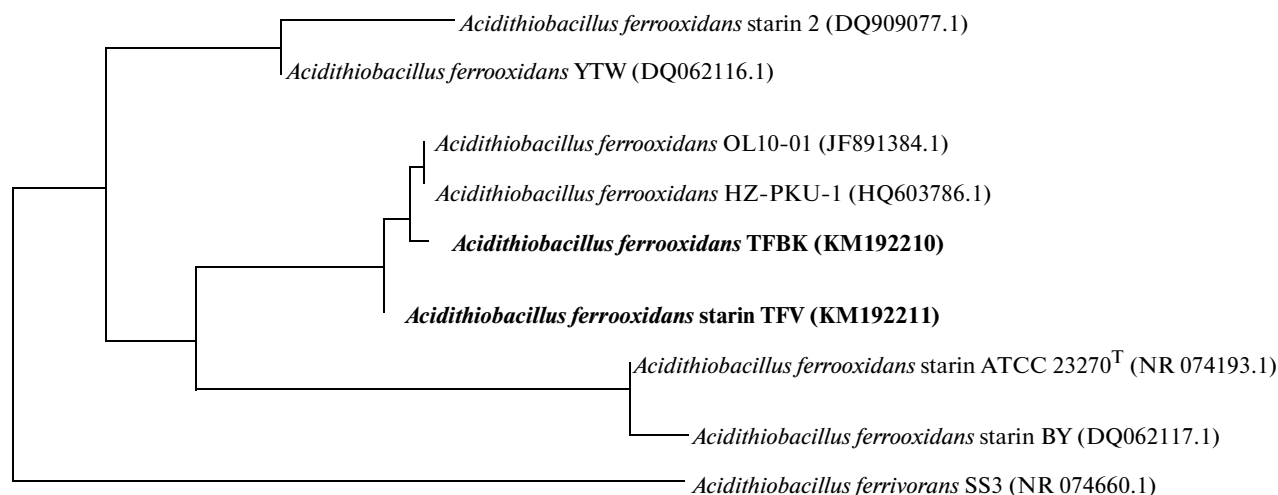 Acidithiobacillus ferrooxidans starin 2 (DQ909077.1)
Acidithiobacillus ferrooxidans YTW (DQ062116.1)
Acidithiobacillus ferrooxidans OL10-01 (JF891384.1)
Acidithiobacillus ferrooxidans HZ-PKU-1 (HQ603786.1)
Acidithiobacillus ferrooxidans TFBK (KM192210)
Acidithiobacillus ferrooxidans starin TFV (KM192211)
Acidithiobacillus ferrooxidans starin ATCC 23270ᵀ (NR 074193.1)
Acidithiobacillus ferrooxidans starin BY (DQ062117.1)
Acidithiobacillus ferrivorans SS3 (NR 074660.1)